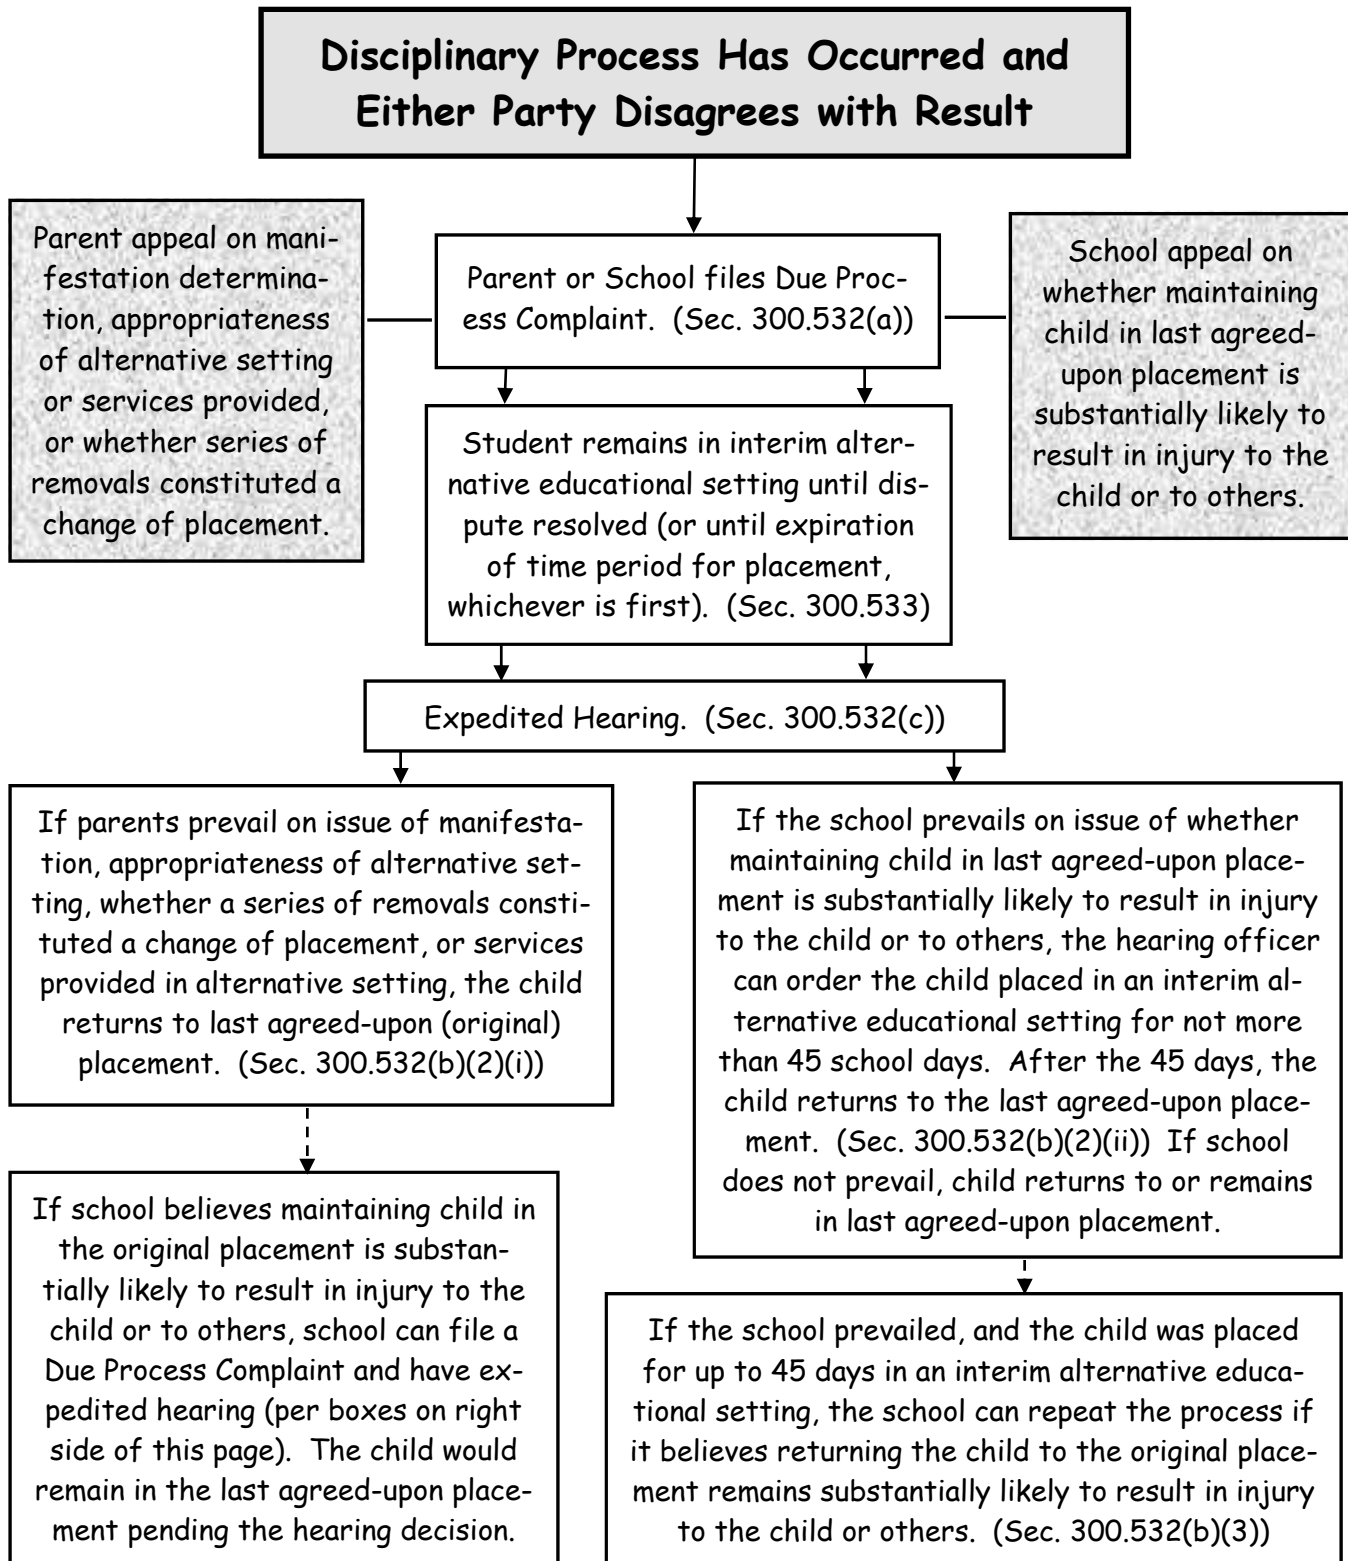 Disciplinary Process Has Occurred and
Either Party Disagrees with Result
Parent appeal on mani-
festation determina-
tion, appropriateness
of alternative setting
or services provided,
or whether series of
removals constituted a
change of placement.
Parent or School files Due Proc-
ess Complaint.  (Sec. 300.532(a))
School appeal on
whether maintaining
child in last agreed-
upon placement is
substantially likely to
result in injury to the
child or to others.
Student remains in interim alter-
native educational setting until dis-
pute resolved (or until expiration
of time period for placement,
whichever is first).  (Sec. 300.533)
Expedited Hearing.  (Sec. 300.532(c))
If parents prevail on issue of manifesta-
tion, appropriateness of alternative set-
ting, whether a series of removals consti-
tuted a change of placement, or services
provided in alternative setting, the child
returns to last agreed-upon (original)
placement.  (Sec. 300.532(b)(2)(i))
If the school prevails on issue of whether
maintaining child in last agreed-upon place-
ment is substantially likely to result in injury
to the child or to others, the hearing officer
can order the child placed in an interim al-
ternative educational setting for not more
than 45 school days.  After the 45 days, the
child returns to the last agreed-upon place-
ment.  (Sec. 300.532(b)(2)(ii))  If school
does not prevail, child returns to or remains
in last agreed-upon placement.
If school believes maintaining child in
the original placement is substan-
tially likely to result in injury to the
child or to others, school can file a
Due Process Complaint and have ex-
pedited hearing (per boxes on right
side of this page).  The child would
remain in the last agreed-upon place-
ment pending the hearing decision.
If the school prevailed, and the child was placed
for up to 45 days in an interim alternative educa-
tional setting, the school can repeat the process if
it believes returning the child to the original place-
ment remains substantially likely to result in injury
to the child or others.  (Sec. 300.532(b)(3))